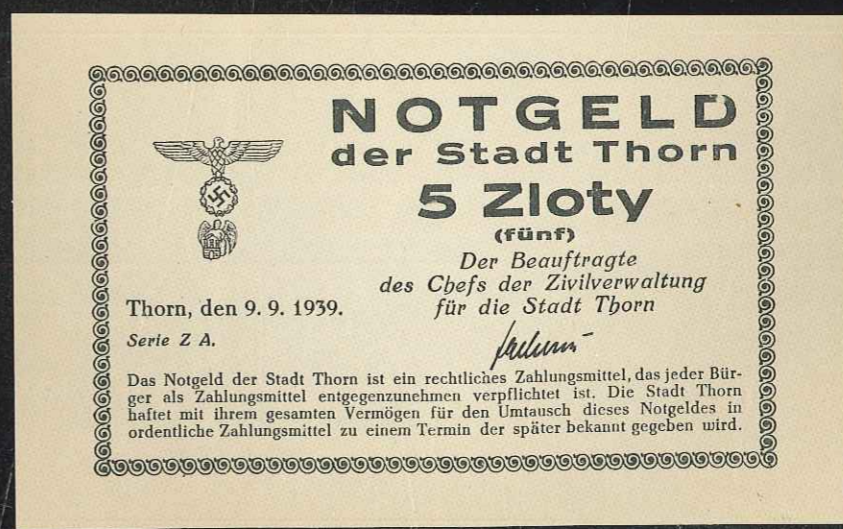 NOTGELD
der Stadt Thorn
5 Zloty
(fünf)
Der Beauftragte
des Chefs der Zivilverwaltung
für die Stadt Thorn
Thorn, den 9. 9. 1939.
Serie Z A.
Das Notgeld der Stadt Thorn ist ein rechtliches Zahlungsmittel, das jeder Bür-
ger als Zahlungsmittel entgegenzunehmen verpflichtet ist. Die Stadt Thorn
haftet mit ihrem gesamten Vermögen für den Umtausch dieses Notgeldes in
ordentliche Zahlungsmittel zu einem Termin der später bekannt gegeben wird.